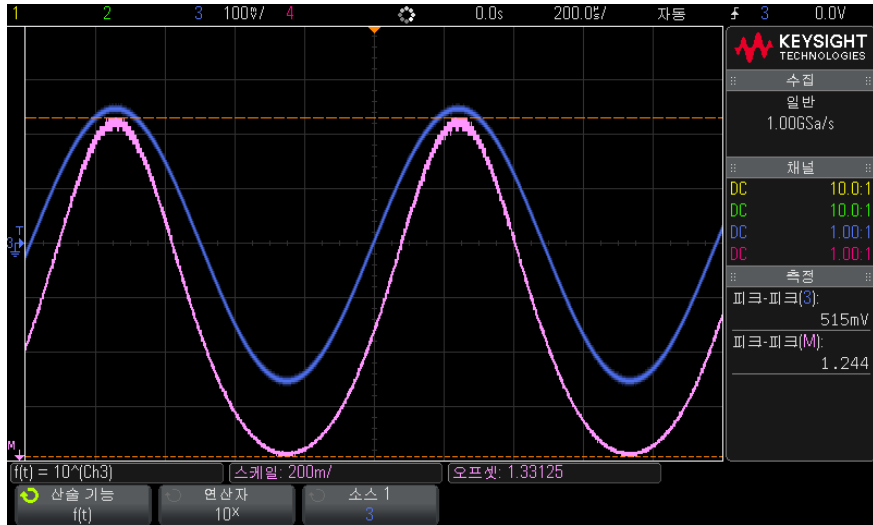 1 2 3 100㎷/ 4 0.0s 200.0㎲/ 자동 3 0.0V
KEYSIGHT
TECHNOLOGIES
수집
일반
1.00GSa/s
채널
DC 10.0:1
DC 10.0:1
DC 1.00:1
DC 1.00:1
측정
피크-피크(3):
515mV
피크-피크(M):
1.244
T
3
M
f(t) = 10^(Ch3) 스케일: 200m/ 오프셋: 1.33125
산술 기능 연산자 소스 1
f(t) 10ˣ 3